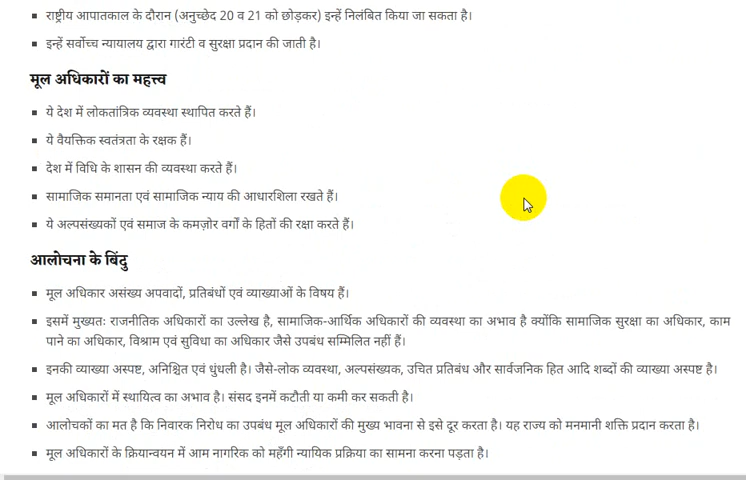 राष्ट्रीय आपातकाल के दौरान (अनुच्छेद 20 व 21 को छोड़कर) इन्हें निलंबित किया जा सकता है।
इन्हें सर्वोच्च न्यायालय द्वारा गारंटी व सुरक्षा प्रदान की जाती है।
मूल अधिकारों का महत्त्व
ये देश में लोकतांत्रिक व्यवस्था स्थापित करते हैं।
ये वैयक्तिक स्वतंत्रता के रक्षक हैं।
देश में विधि के शासन की व्यवस्था करते हैं।
सामाजिक समानता एवं सामाजिक न्याय की आधारशिला रखते हैं।
ये अल्पसंख्यकों एवं समाज के कमज़ोर वर्गों के हितों की रक्षा करते हैं।
आलोचना के बिंदु
मूल अधिकार असंख्य अपवादों, प्रतिबंधों एवं व्याख्याओं के विषय हैं।
इसमें मुख्यतः राजनीतिक अधिकारों का उल्लेख है, सामाजिक-आर्थिक अधिकारों की व्यवस्था का अभाव है क्योंकि सामाजिक सुरक्षा का अधिकार, काम
पाने का अधिकार, विश्राम एवं सुविधा का अधिकार जैसे उपबंध सम्मिलित नहीं हैं।
इनकी व्याख्या अस्पष्ट, अनिश्चित एवं धुंधली है। जैसे-लोक व्यवस्था, अल्पसंख्यक, उचित प्रतिबंध और सार्वजनिक हित आदि शब्दों की व्याख्या अस्पष्ट है।
मूल अधिकारों में स्थायित्व का अभाव है। संसद इनमें कटौती या कमी कर सकती है।
आलोचकों का मत है कि निवारक निरोध का उपबंध मूल अधिकारों की मुख्य भावना से इसे दूर करता है। यह राज्य को मनमानी शक्ति प्रदान करता है।
मूल अधिकारों के क्रियान्वयन में आम नागरिक को महँगी न्यायिक प्रक्रिया का सामना करना पड़ता है।